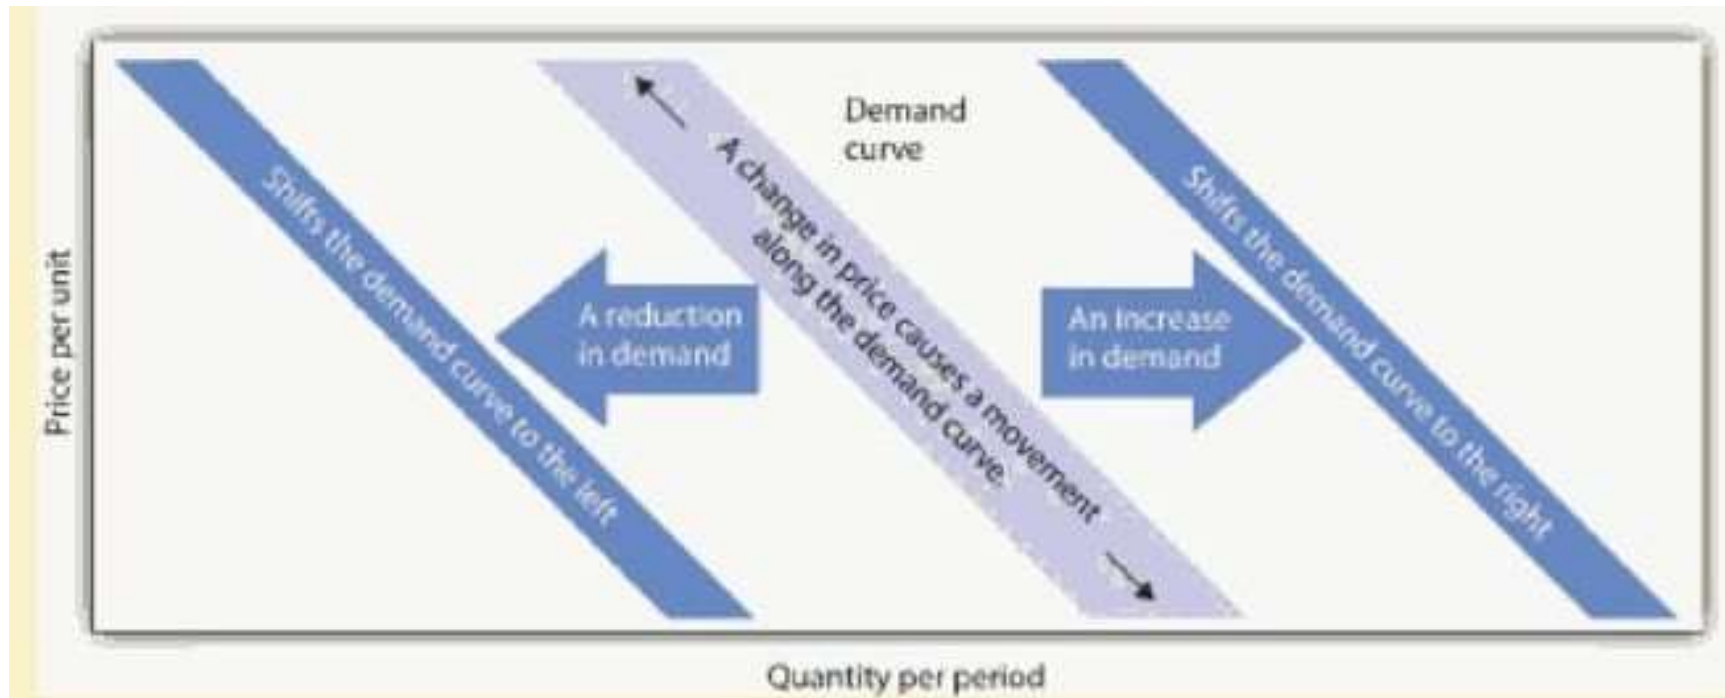 Demand
curve
Shifts the demand curve to the left
A reduction
in demand
A change in price causes a movement
along the demand curve.
An increase
in demand
Shifts the demand curve to the right
Price per unit
Quantity per period